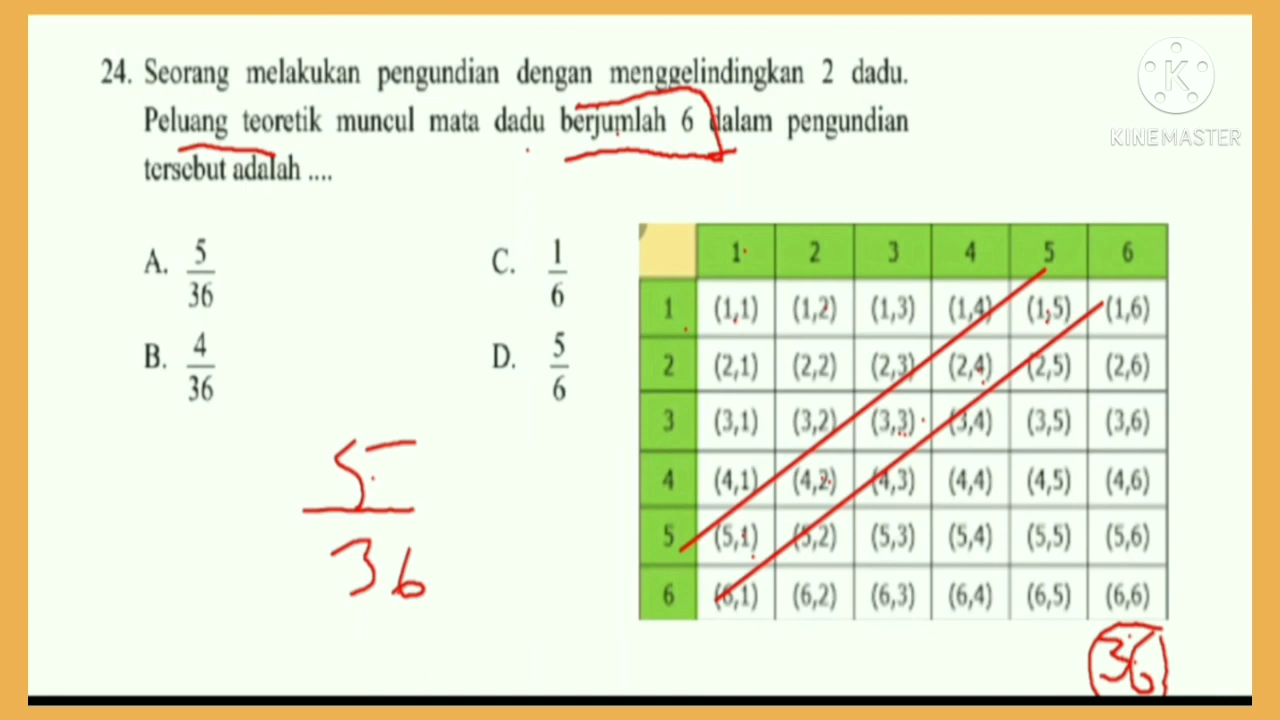 24. Seorang melakukan pengundian dengan menggelindingkan 2 dadu.
Peluang teoretik muncul mata dadu berjumlah 6 dalam pengundian
tersebut adalah ....
K
KINEMASTER
A. 5/36
C. 1/6
B. 4/36
D. 5/6
1 2 3 4 5 6
1 (1,1) (1,2) (1,3) (1,4) (1,5) (1,6)
2 (2,1) (2,2) (2,3) (2,4) (2,5) (2,6)
3 (3,1) (3,2) (3,3) (3,4) (3,5) (3,6)
4 (4,1) (4,2) (4,3) (4,4) (4,5) (4,6)
5 (5,1) (5,2) (5,3) (5,4) (5,5) (5,6)
6 (6,1) (6,2) (6,3) (6,4) (6,5) (6,6)
5
36
36